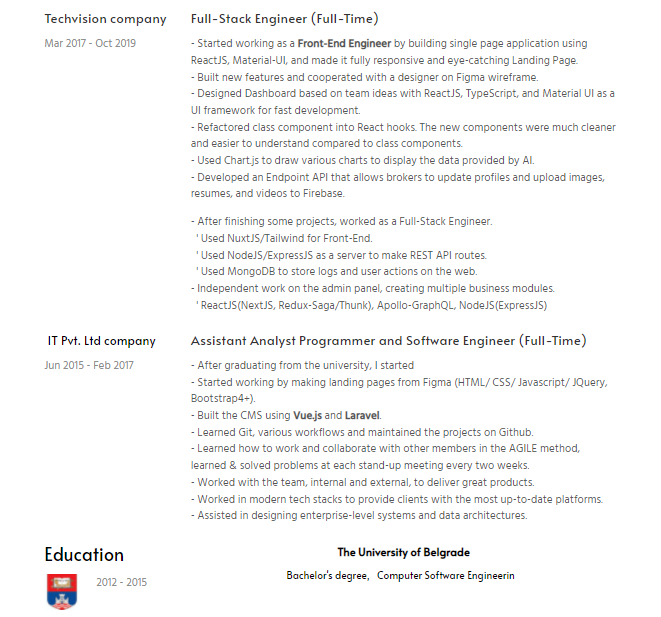 Techvision company
Full-Stack Engineer (Full-Time)
Mar 2017 - Oct 2019
- Started working as a Front-End Engineer by building single page application using
ReactJS, Material-UI, and made it fully responsive and eye-catching Landing Page.
- Built new features and cooperated with a designer on Figma wireframe.
- Designed Dashboard based on team ideas with ReactJS, TypeScript, and Material UI as a
UI framework for fast development.
- Refactored class component into React hooks. The new components were much cleaner
and easier to understand compared to class components.
- Used Chart.js to draw various charts to display the data provided by AI.
- Developed an Endpoint API that allows brokers to update profiles and upload images,
resumes, and videos to Firebase.
- After finishing some projects, worked as a Full-Stack Engineer.
' Used NuxtJS/Tailwind for Front-End.
' Used NodeJS/ExpressJS as a server to make REST API routes.
' Used MongoDB to store logs and user actions on the web.
- Independent work on the admin panel, creating multiple business modules.
' ReactJS(NextJS, Redux-Saga/Thunk), Apollo-GraphQL, NodeJS(ExpressJS)
IT Pvt. Ltd company
Assistant Analyst Programmer and Software Engineer (Full-Time)
Jun 2015 - Feb 2017
- After graduating from the university, I started
- Started working by making landing pages from Figma (HTML/ CSS/ Javascript/ JQuery,
Bootstrap4+).
- Built the CMS using Vue.js and Laravel.
- Learned Git, various workflows and maintained the projects on Github.
- Learned how to work and collaborate with other members in the AGILE method,
learned & solved problems at each stand-up meeting every two weeks.
- Worked with the team, internal and external, to deliver great products.
- Worked in modern tech stacks to provide clients with the most up-to-date platforms.
- Assisted in designing enterprise-level systems and data architectures.
Education
The University of Belgrade
2012 - 2015
Bachelor's degree, Computer Software Engineerin